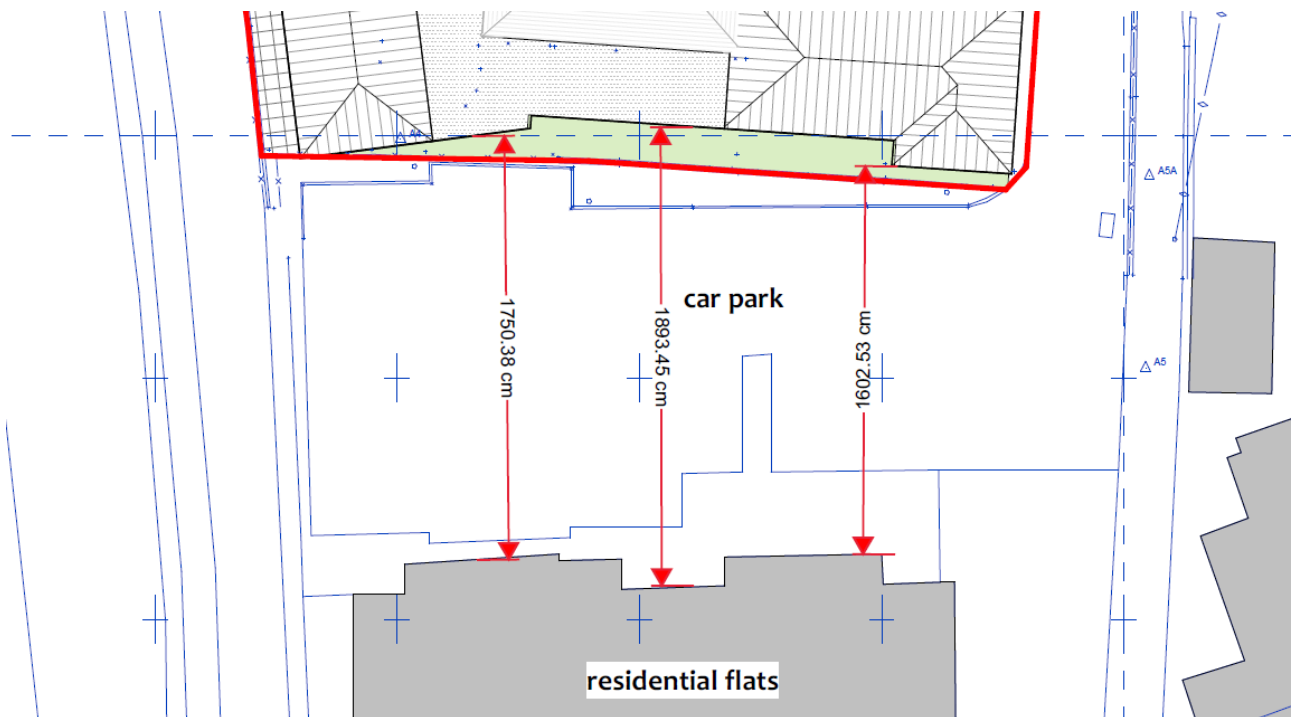 A4
A5A
car park
1750.38 cm
1893.45 cm
1602.53 cm
A5
residential flats